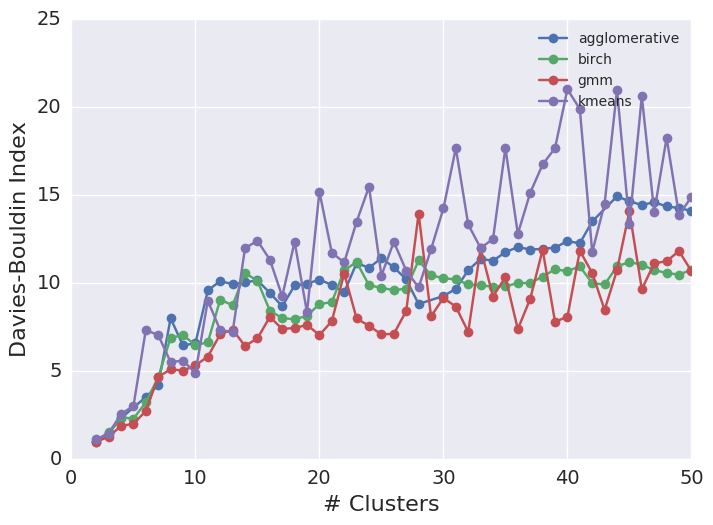 25
20
15
10
5
0
Davies-Bouldin Index
agglomerative
birch
gmm
kmeans
0 10 20 30 40 50
# Clusters